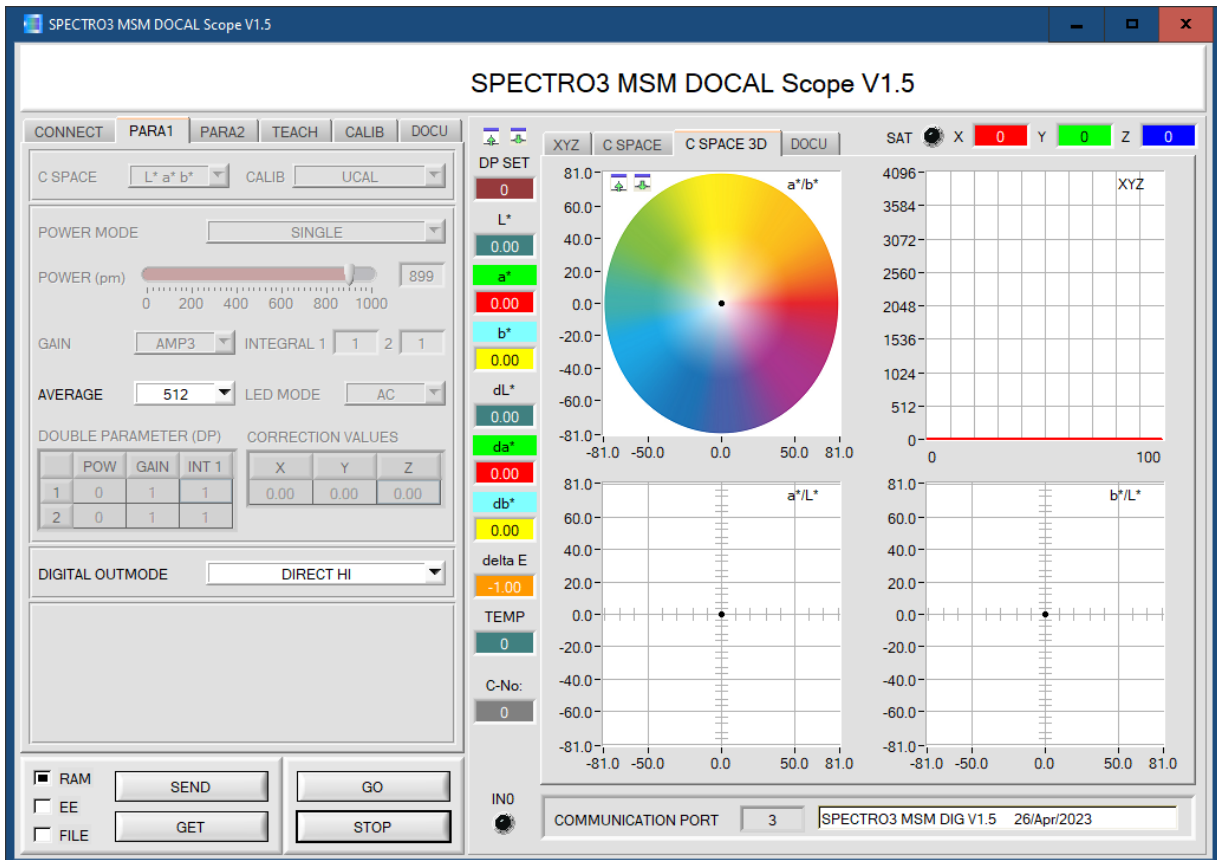 SPECTRO3 MSM DOCAL Scope V1.5
SPECTRO3 MSM DOCAL Scope V1.5
CONNECT PARA1 PARA2 TEACH CALIB DOCU
C SPACE L* a* b* CALIB UCAL
POWER MODE SINGLE
POWER (pm) 899
0 200 400 600 800 1000
GAIN AMP3 INTEGRAL 1 1 2 1
AVERAGE 512 LED MODE AC
DOUBLE PARAMETER (DP) CORRECTION VALUES
POW GAIN INT 1 X Y Z
1 0 1 1 0.00 0.00 0.00
2 0 1 1
DIGITAL OUTMODE DIRECT HI
RAM
EE
FILE
SEND
GET
GO
STOP
DP SET
0
L*
0.00
a*
0.00
b*
0.00
dL*
0.00
da*
0.00
db*
0.00
delta E
-1.00
TEMP
0
C-No:
0
IN0
XYZ C SPACE C SPACE 3D DOCU
SAT X 0 Y 0 Z 0
a*/b*
81.0
60.0
40.0
20.0
0.0
-20.0
-40.0
-60.0
-81.0
-81.0 -50.0 0.0 50.0 81.0
XYZ
4096
3584
3072
2560
2048
1536
1024
512
0
0 100
a*/L*
81.0
60.0
40.0
20.0
0.0
-20.0
-40.0
-60.0
-81.0
-81.0 -50.0 0.0 50.0 81.0
b*/L*
81.0
60.0
40.0
20.0
0.0
-20.0
-40.0
-60.0
-81.0
-81.0 -50.0 0.0 50.0 81.0
COMMUNICATION PORT 3 SPECTRO3 MSM DIG V1.5 26/Apr/2023